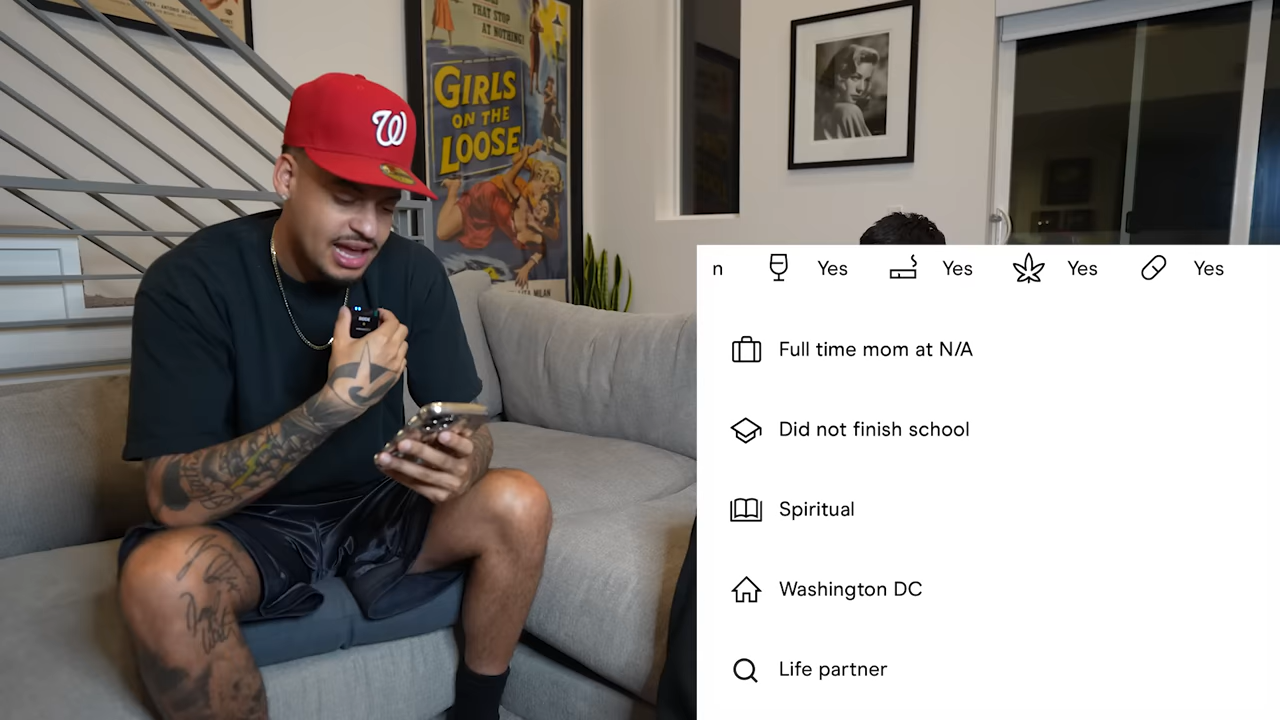 THAT STOP
AT NOTHING!
GIRLS
ON THE
LOOSE
MILAN
W
n Yes Yes Yes Yes
Full time mom at N/A
Did not finish school
Spiritual
Washington DC
Life partner